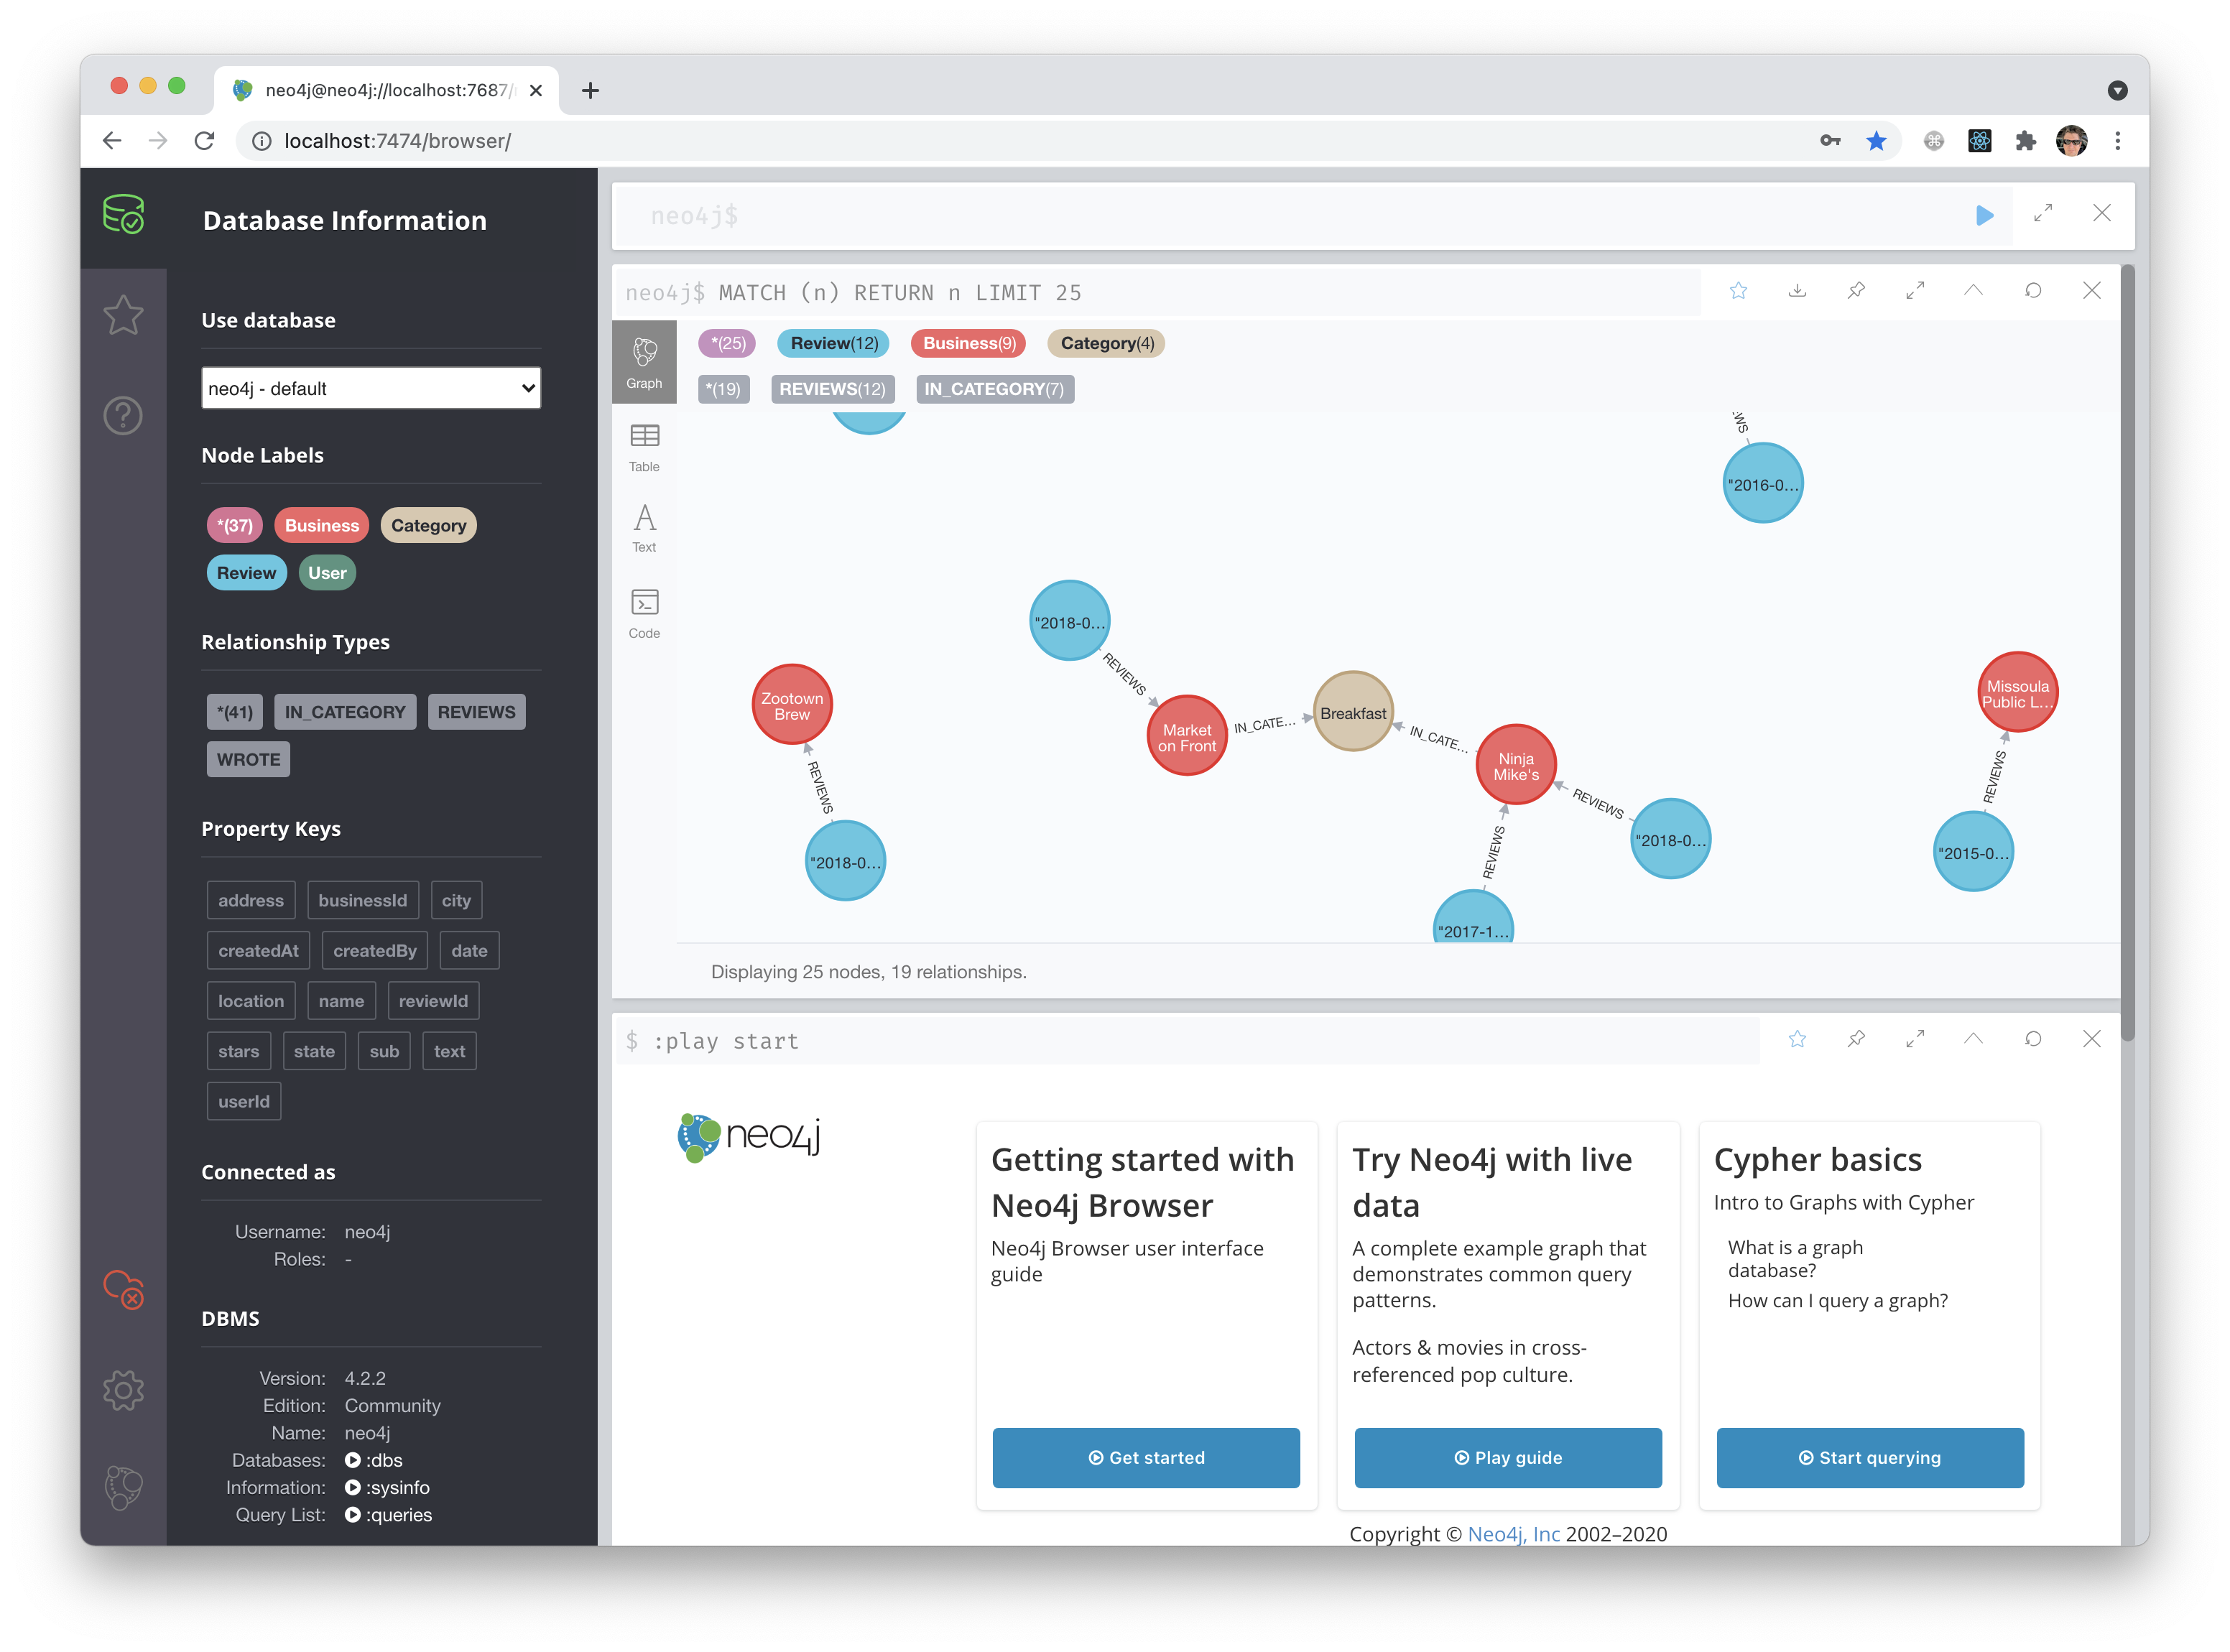 neo4j@neo4j://localhost:7687/
localhost:7474/browser/
Database Information
Use database
neo4j - default
Node Labels
*(37) Business Category
Review User
Relationship Types
*(41) IN_CATEGORY REVIEWS
WROTE
Property Keys
address businessId city
createdAt createdBy date
location name reviewId
stars state sub text
userId
Connected as
Username: neo4j
Roles: -
DBMS
Version: 4.2.2
Edition: Community
Name: neo4j
Databases: :dbs
Information: :sysinfo
Query List: :queries
neo4j$
neo4j$ MATCH (n) RETURN n LIMIT 25
Graph
Table
Text
Code
*(25) Review(12) Business(9) Category(4)
*(19) REVIEWS(12) IN_CATEGORY(7)
"2016-0...
"2018-0...
REVIEWS
Zootown
Brew
REVIEWS
"2018-0...
Market
on Front
IN_CATE...
Breakfast
IN_CATE...
Ninja
Mike's
REVIEWS
"2018-0...
REVIEWS
"2017-1...
Missoula
Public L...
REVIEWS
"2015-0...
Displaying 25 nodes, 19 relationships.
$ :play start
neo4j
Getting started with
Neo4j Browser
Neo4j Browser user interface
guide
Get started
Try Neo4j with live
data
A complete example graph that
demonstrates common query
patterns.
Actors & movies in cross-
referenced pop culture.
Play guide
Cypher basics
Intro to Graphs with Cypher
What is a graph
database?
How can I query a graph?
Start querying
Copyright © Neo4j, Inc 2002–2020